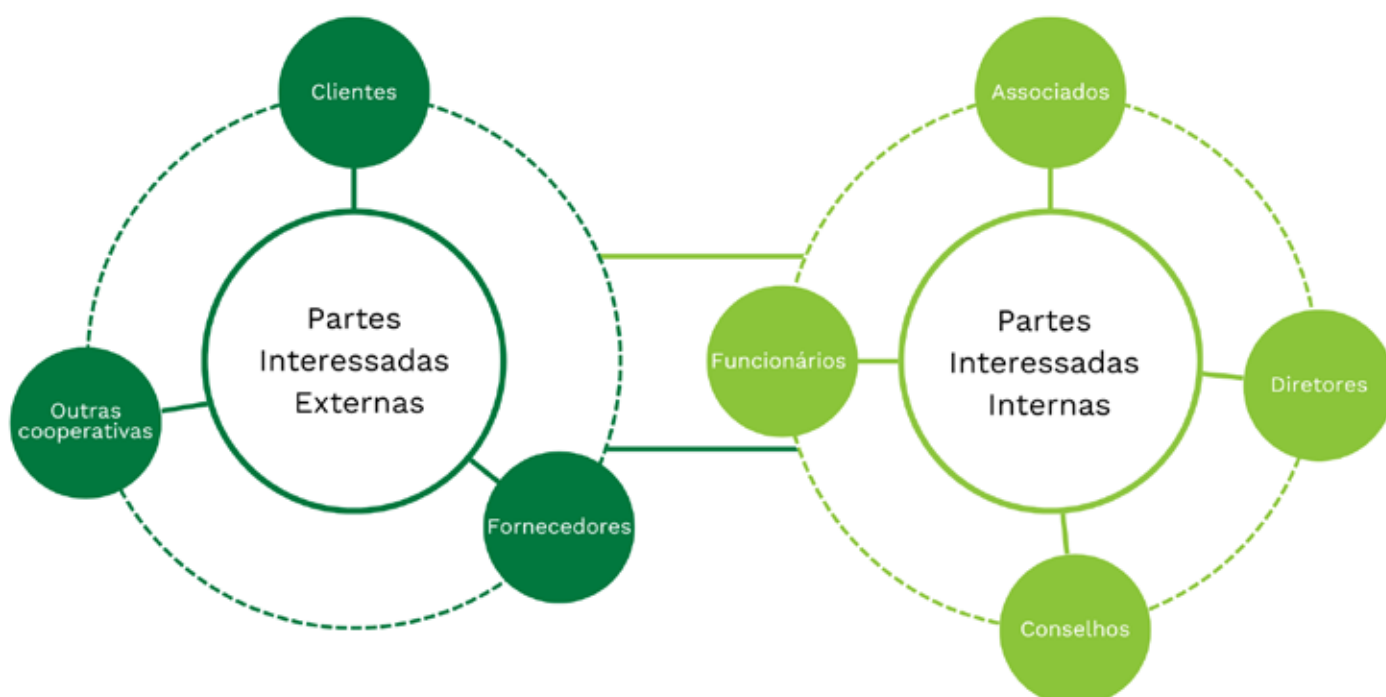 Clientes
Partes
Interessadas
Externas
Outras
cooperativas
Fornecedores
Associados
Funcionários
Partes
Interessadas
Internas
Diretores
Conselhos